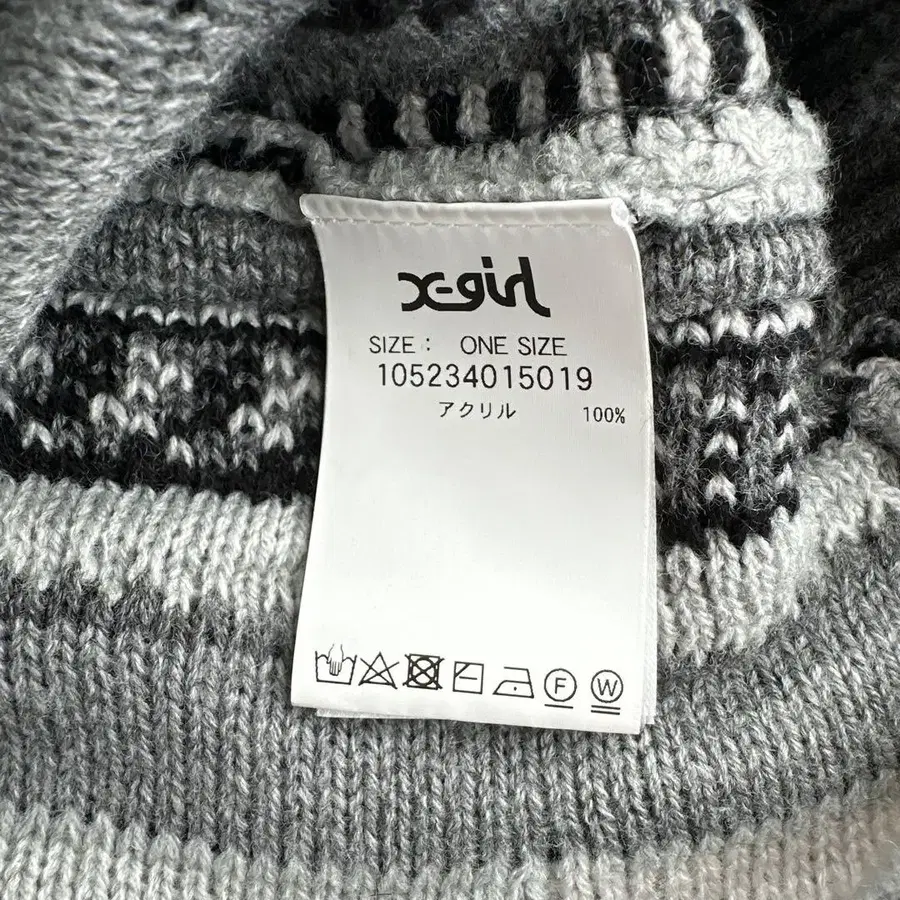 X-girl
SIZE : ONE SIZE
105234015019
アクリル 100%
F W